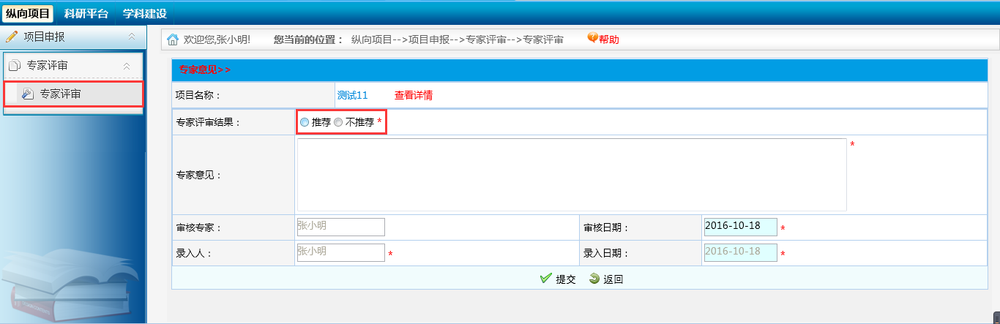 纵向项目 科研平台 学科建设
项目申报
欢迎您,张小明! 您当前的位置： 纵向项目-->项目申报-->专家评审-->专家评审 帮助
专家评审
专家评审
专家意见>>
项目名称： 测试11 查看详情
专家评审结果： 推荐 不推荐 *
专家意见： *
审核专家： 张小明 审核日期： 2016-10-18 *
录入人： 张小明 * 录入日期： 2016-10-18 *
提交 返回